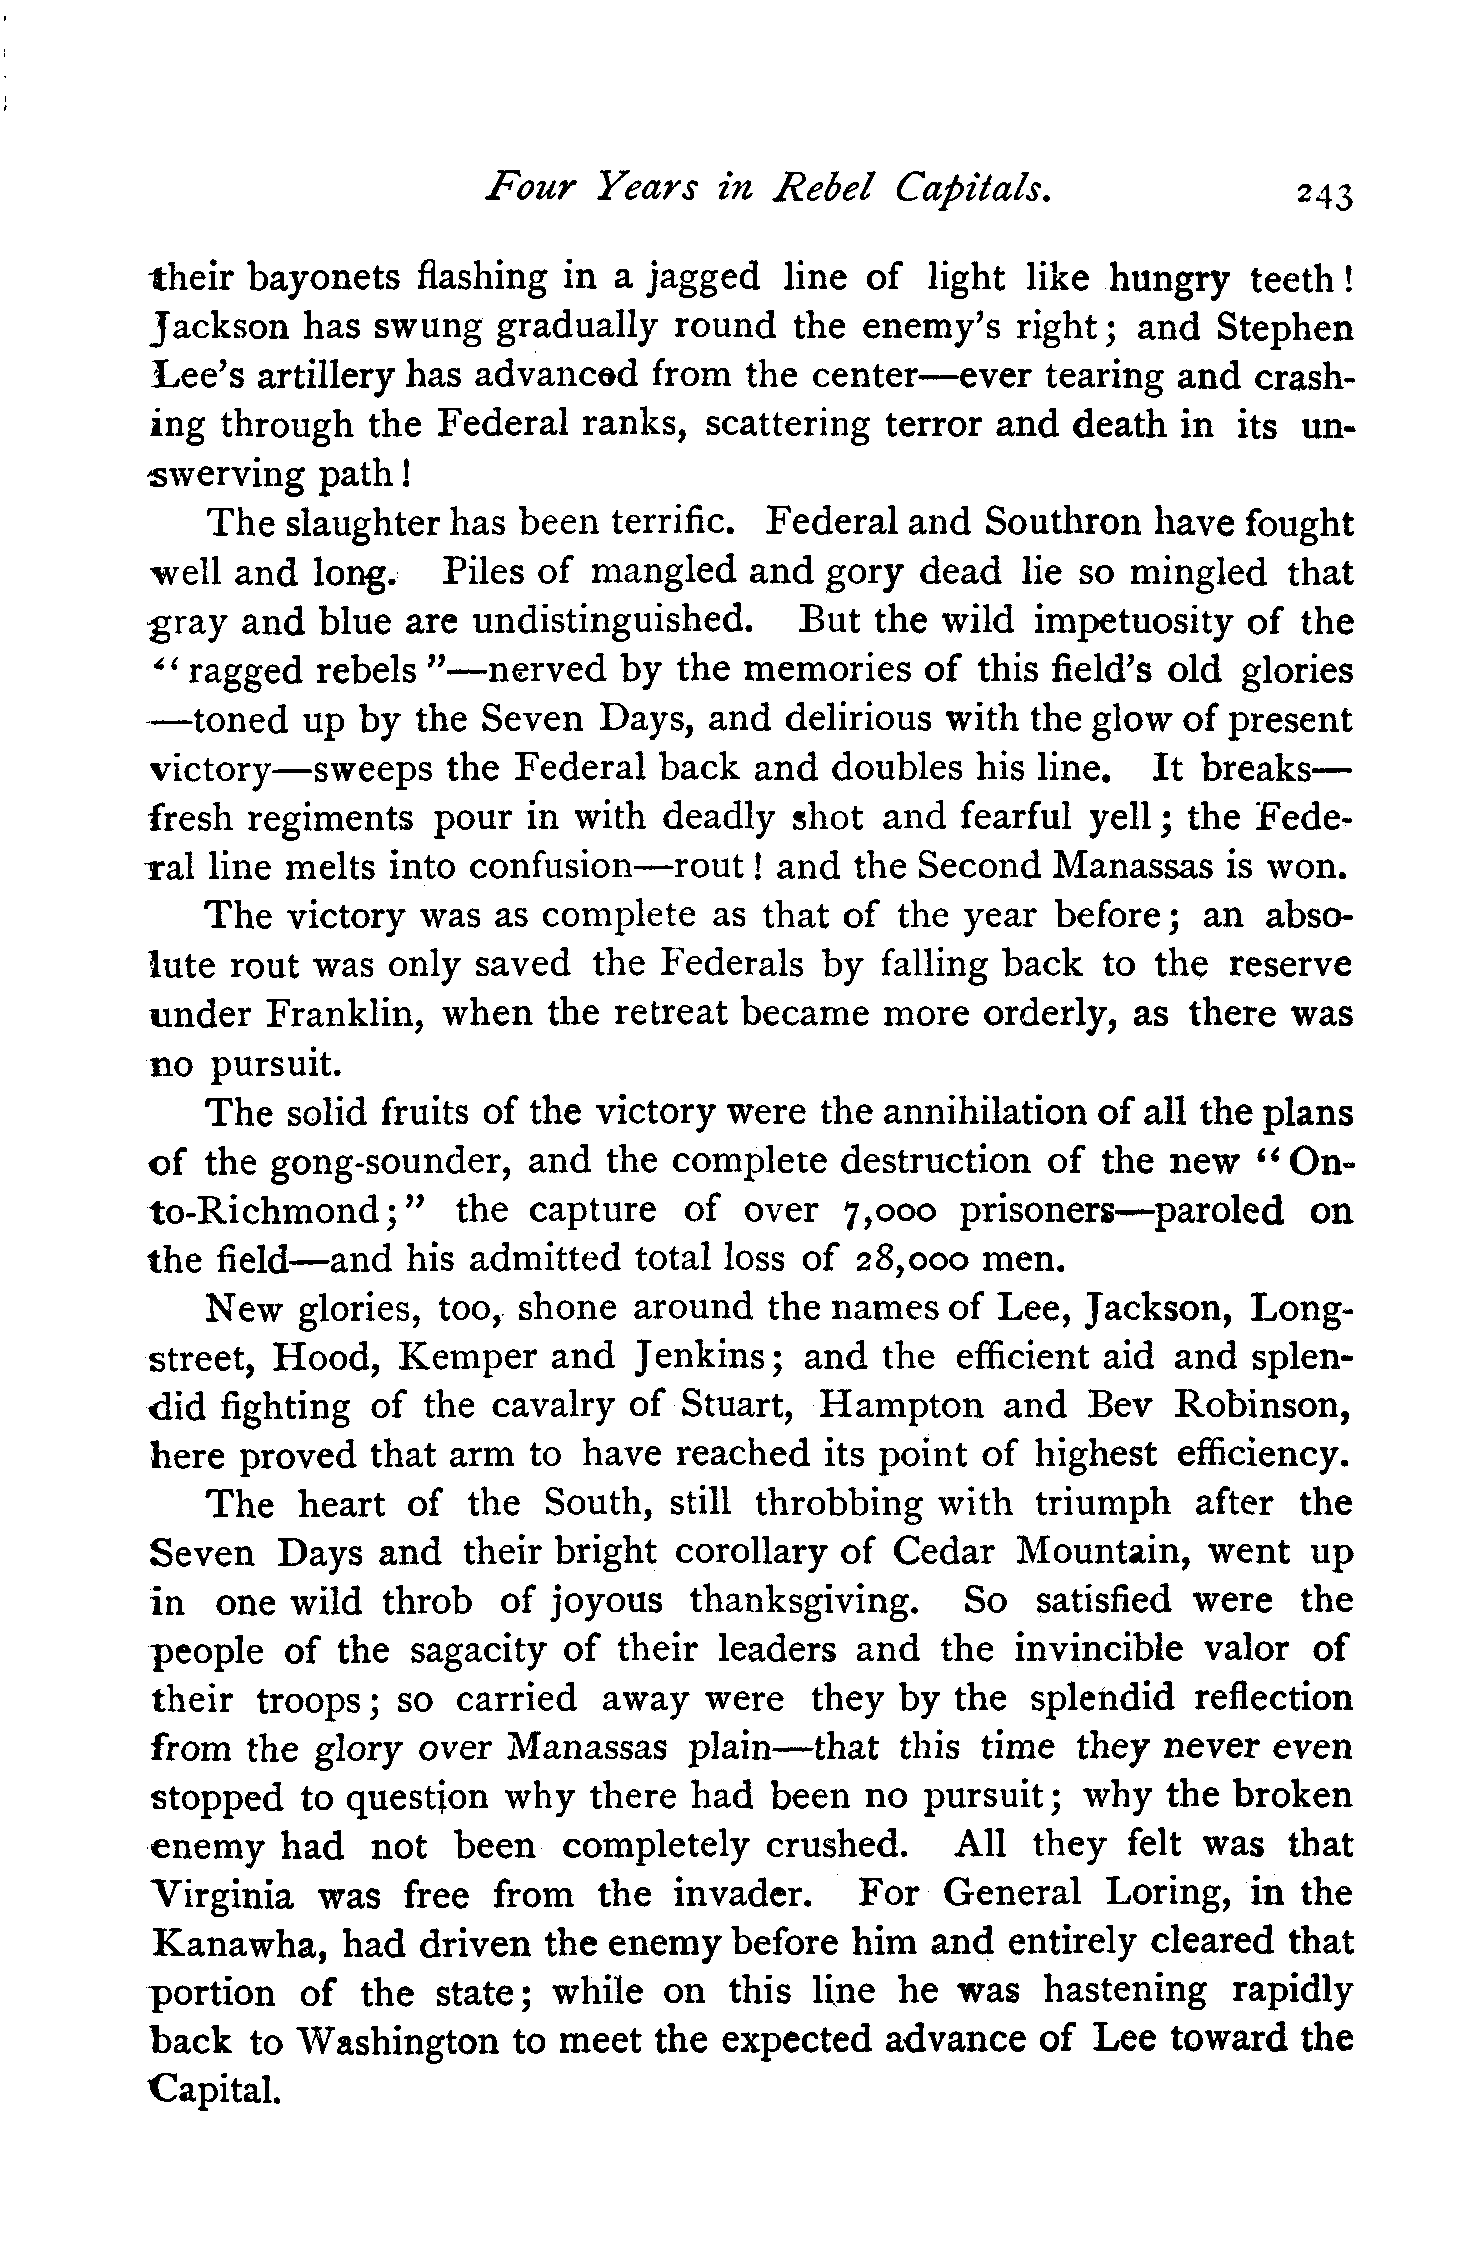 Four Years in Rebel Capitals. 243
their bayonets flashing in a jagged line of light like hungry teeth!
Jackson has swung gradually round the enemy's right; and Stephen
Lee's artillery has advanced from the center—ever tearing and crash-
ing through the Federal ranks, scattering terror and death in its un-
swerving path!
The slaughter has been terrific. Federal and Southron have fought
well and long. Piles of mangled and gory dead lie so mingled that
gray and blue are undistinguished. But the wild impetuosity of the
"ragged rebels"—nerved by the memories of this field's old glories
—toned up by the Seven Days, and delirious with the glow of present
victory—sweeps the Federal back and doubles his line. It breaks—
fresh regiments pour in with deadly shot and fearful yell; the Fede-
ral line melts into confusion—rout! and the Second Manassas is won.
The victory was as complete as that of the year before; an abso-
lute rout was only saved the Federals by falling back to the reserve
under Franklin, when the retreat became more orderly, as there was
no pursuit.
The solid fruits of the victory were the annihilation of all the plans
of the gong-sounder, and the complete destruction of the new "On-
to-Richmond;" the capture of over 7,000 prisoners—paroled on
the field—and his admitted total loss of 28,000 men.
New glories, too, shone around the names of Lee, Jackson, Long-
street, Hood, Kemper and Jenkins; and the efficient aid and splen-
did fighting of the cavalry of Stuart, Hampton and Bev Robinson,
here proved that arm to have reached its point of highest efficiency.
The heart of the South, still throbbing with triumph after the
Seven Days and their bright corollary of Cedar Mountain, went up
in one wild throb of joyous thanksgiving. So satisfied were the
people of the sagacity of their leaders and the invincible valor of
their troops; so carried away were they by the splendid reflection
from the glory over Manassas plain—that this time they never even
stopped to question why there had been no pursuit; why the broken
enemy had not been completely crushed. All they felt was that
Virginia was free from the invader. For General Loring, in the
Kanawha, had driven the enemy before him and entirely cleared that
portion of the state; while on this line he was hastening rapidly
back to Washington to meet the expected advance of Lee toward the
Capital.